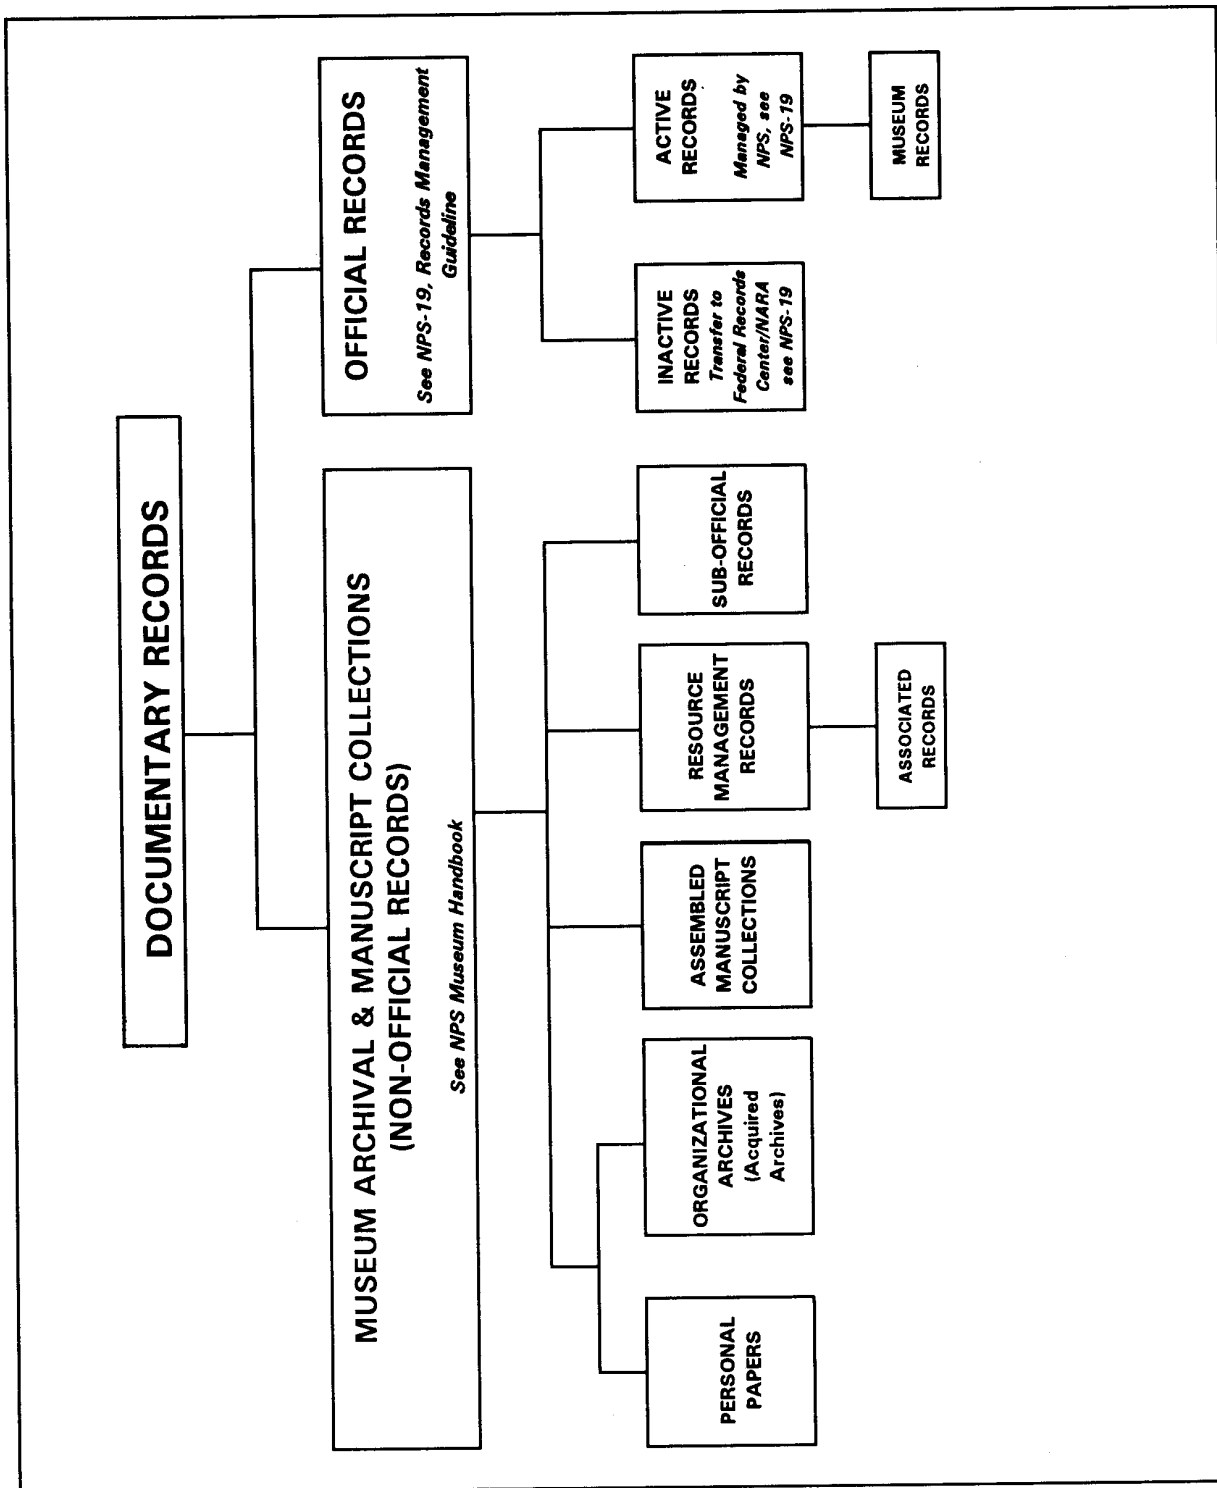 DOCUMENTARY RECORDS
MUSEUM ARCHIVAL & MANUSCRIPT COLLECTIONS
(NON-OFFICIAL RECORDS)
See NPS Museum Handbook
OFFICIAL RECORDS
See NPS-19, Records Management
Guideline
PERSONAL
PAPERS
ORGANIZATIONAL
ARCHIVES
(Acquired
Archives)
ASSEMBLED
MANUSCRIPT
COLLECTIONS
RESOURCE
MANAGEMENT
RECORDS
SUB-OFFICIAL
RECORDS
INACTIVE
RECORDS
Transfer to
Federal Records
Center/NARA
see NPS-19
ACTIVE
RECORDS
Managed by
NPS, see
NPS-19
ASSOCIATED
RECORDS
MUSEUM
RECORDS